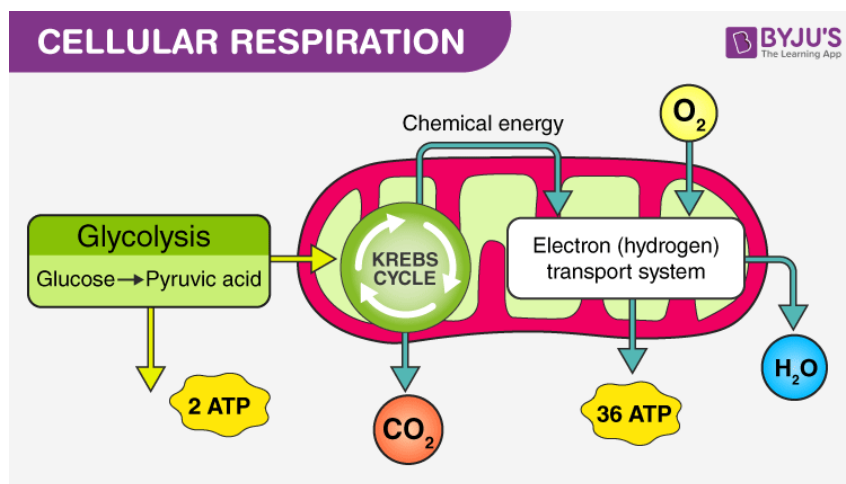 CELLULAR RESPIRATION
BYJU'S
The Learning App
O₂
Chemical energy
Glycolysis
Glucose→Pyruvic acid
KREBS
CYCLE
Electron (hydrogen)
transport system
2 ATP
CO₂
36 ATP
H₂O